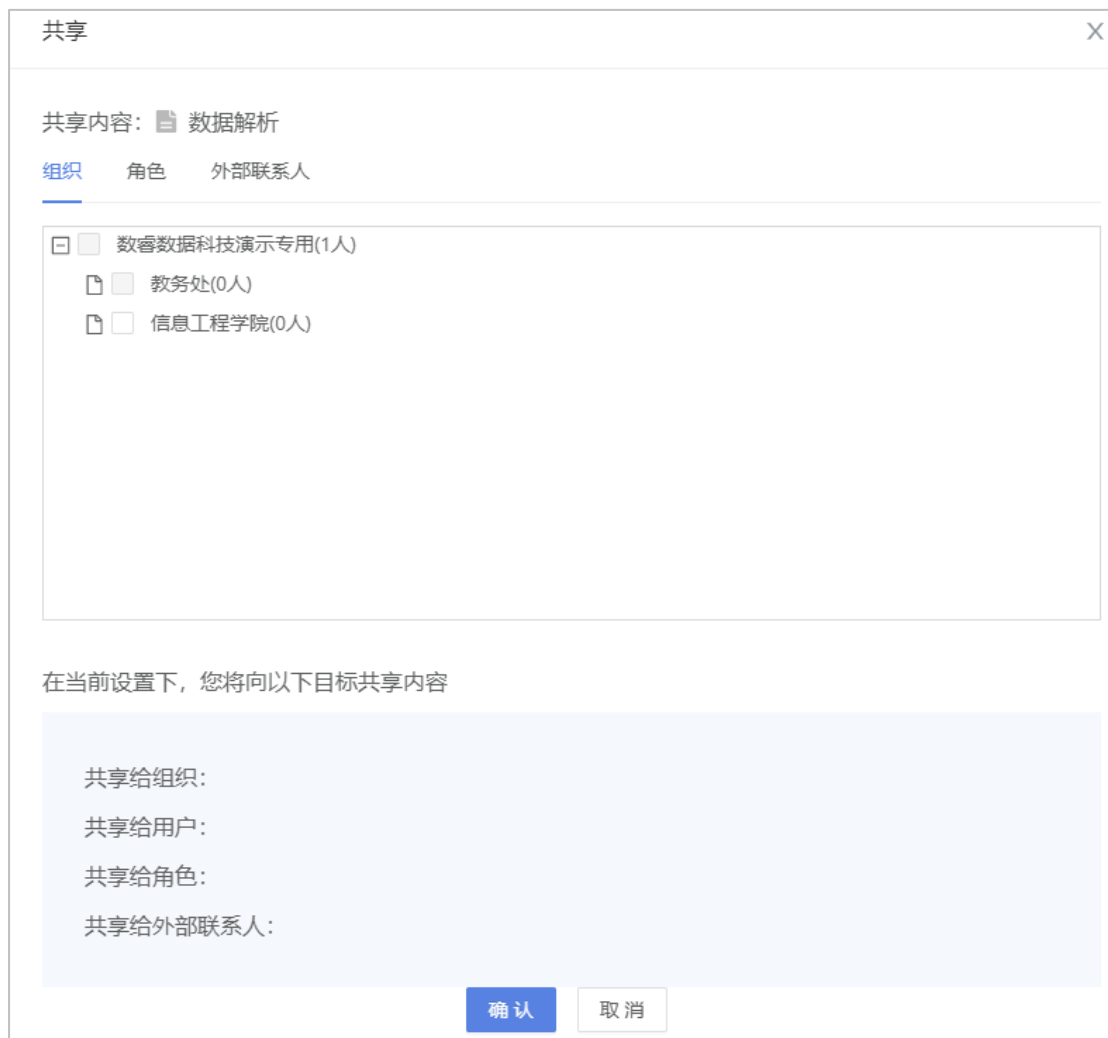 共享 X
共享内容： 数据解析
组织 角色 外部联系人
数睿数据科技演示专用(1人)
教务处(0人)
信息工程学院(0人)
在当前设置下，您将向以下目标共享内容
共享给组织：
共享给用户：
共享给角色：
共享给外部联系人：
确认 取消